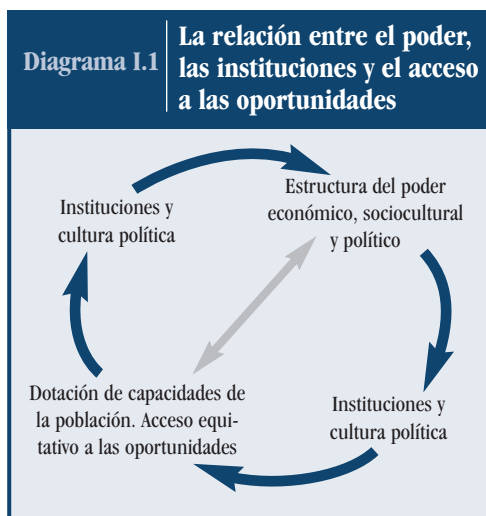 Diagrama I.1
La relación entre el poder,
las instituciones y el acceso
a las oportunidades
Estructura del poder
económico, sociocultural
y político
Instituciones y
cultura política
Instituciones y
cultura política
Dotación de capacidades de
la población. Acceso equi-
tativo a las oportunidades